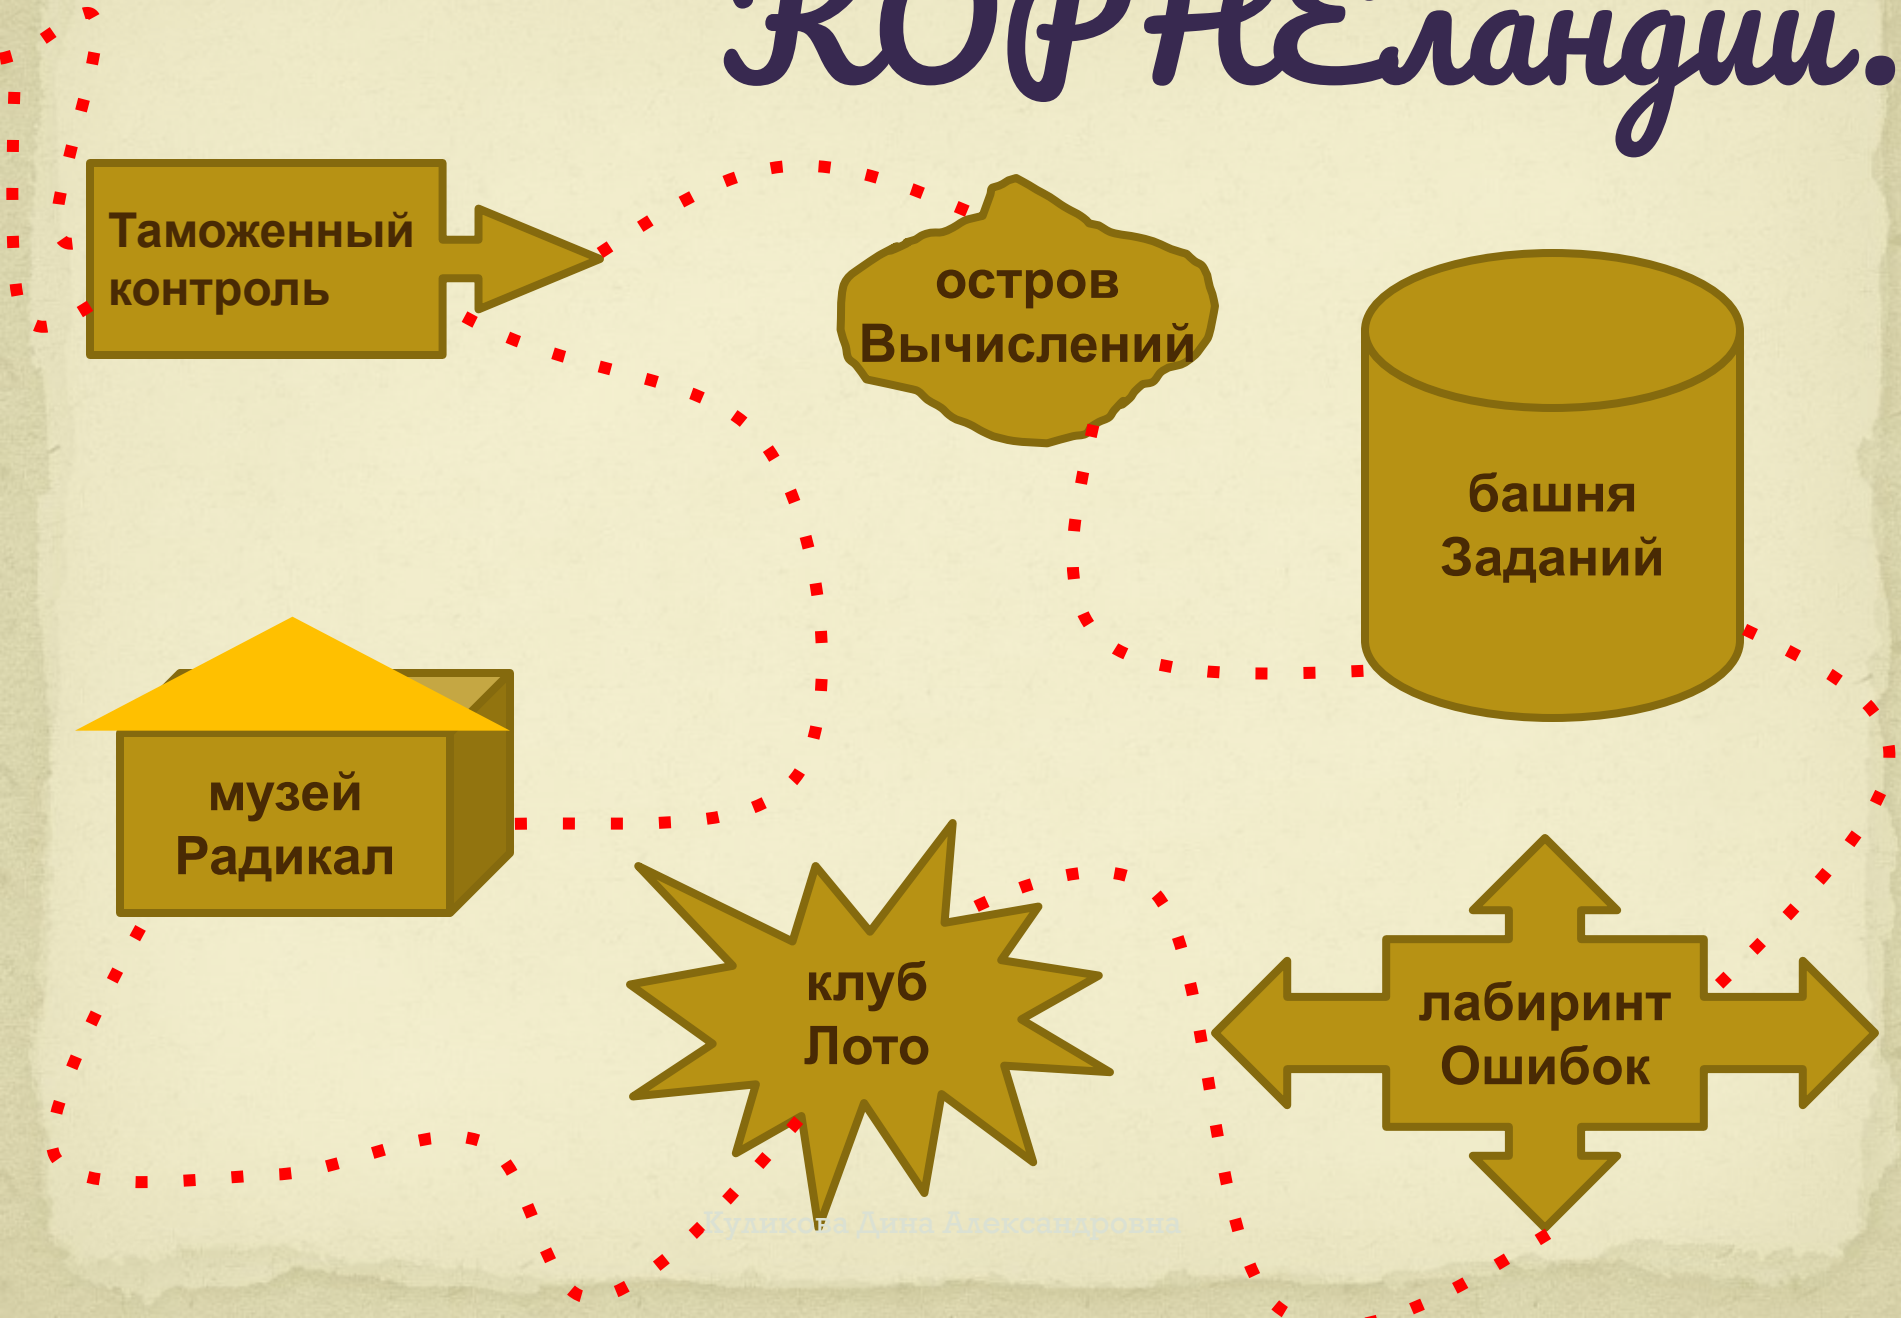 КОРНЕландии.
Таможенный
контроль
остров
Вычислений
башня
Заданий
музей
Радикал
клуб
Лото
лабиринт
Ошибок
Куликова Дина Александровна